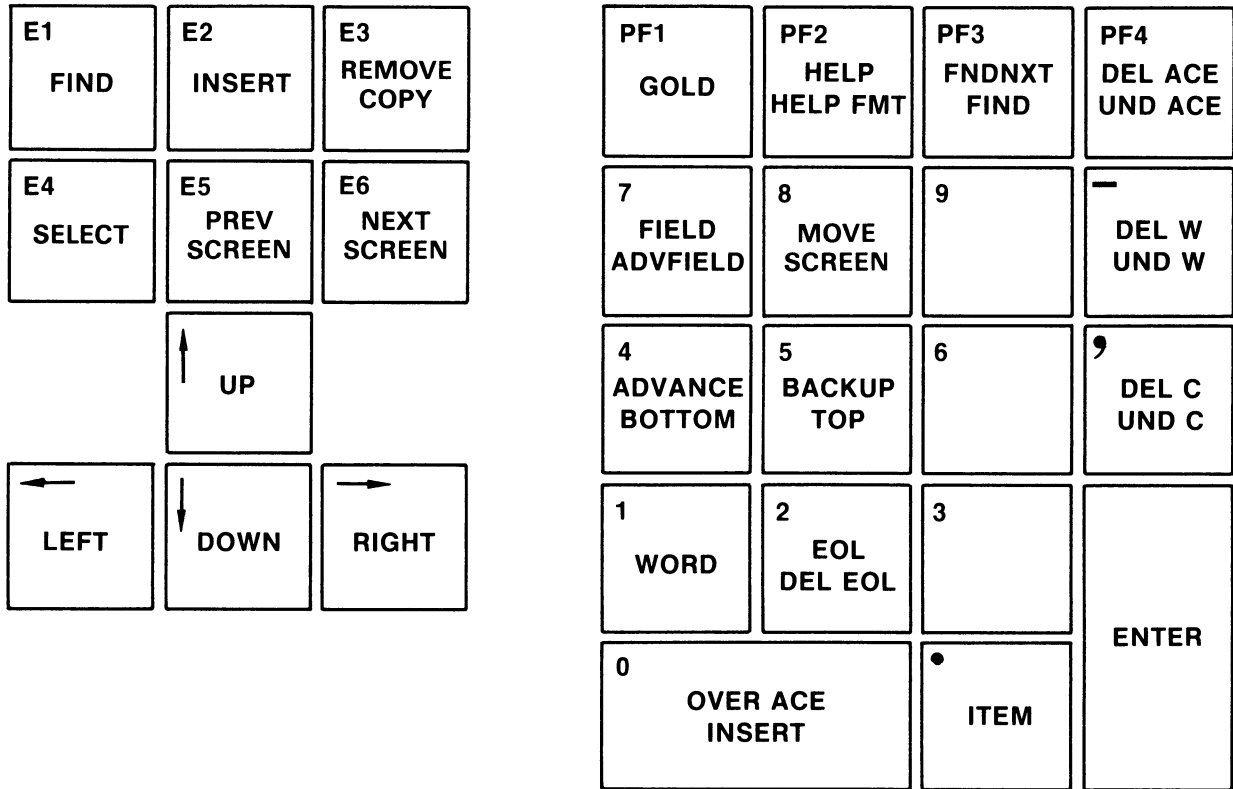 E1
FIND
E2
INSERT
E3
REMOVE
COPY
E4
SELECT
E5
PREV
SCREEN
E6
NEXT
SCREEN
UP
LEFT
DOWN
RIGHT
PF1
GOLD
PF2
HELP
HELP FMT
PF3
FNDNXT
FIND
PF4
DEL ACE
UND ACE
7
FIELD
ADVFIELD
8
MOVE
SCREEN
9
–
DEL W
UND W
4
ADVANCE
BOTTOM
5
BACKUP
TOP
6
,
DEL C
UND C
1
WORD
2
EOL
DEL EOL
3
ENTER
0
OVER ACE
INSERT
.
ITEM